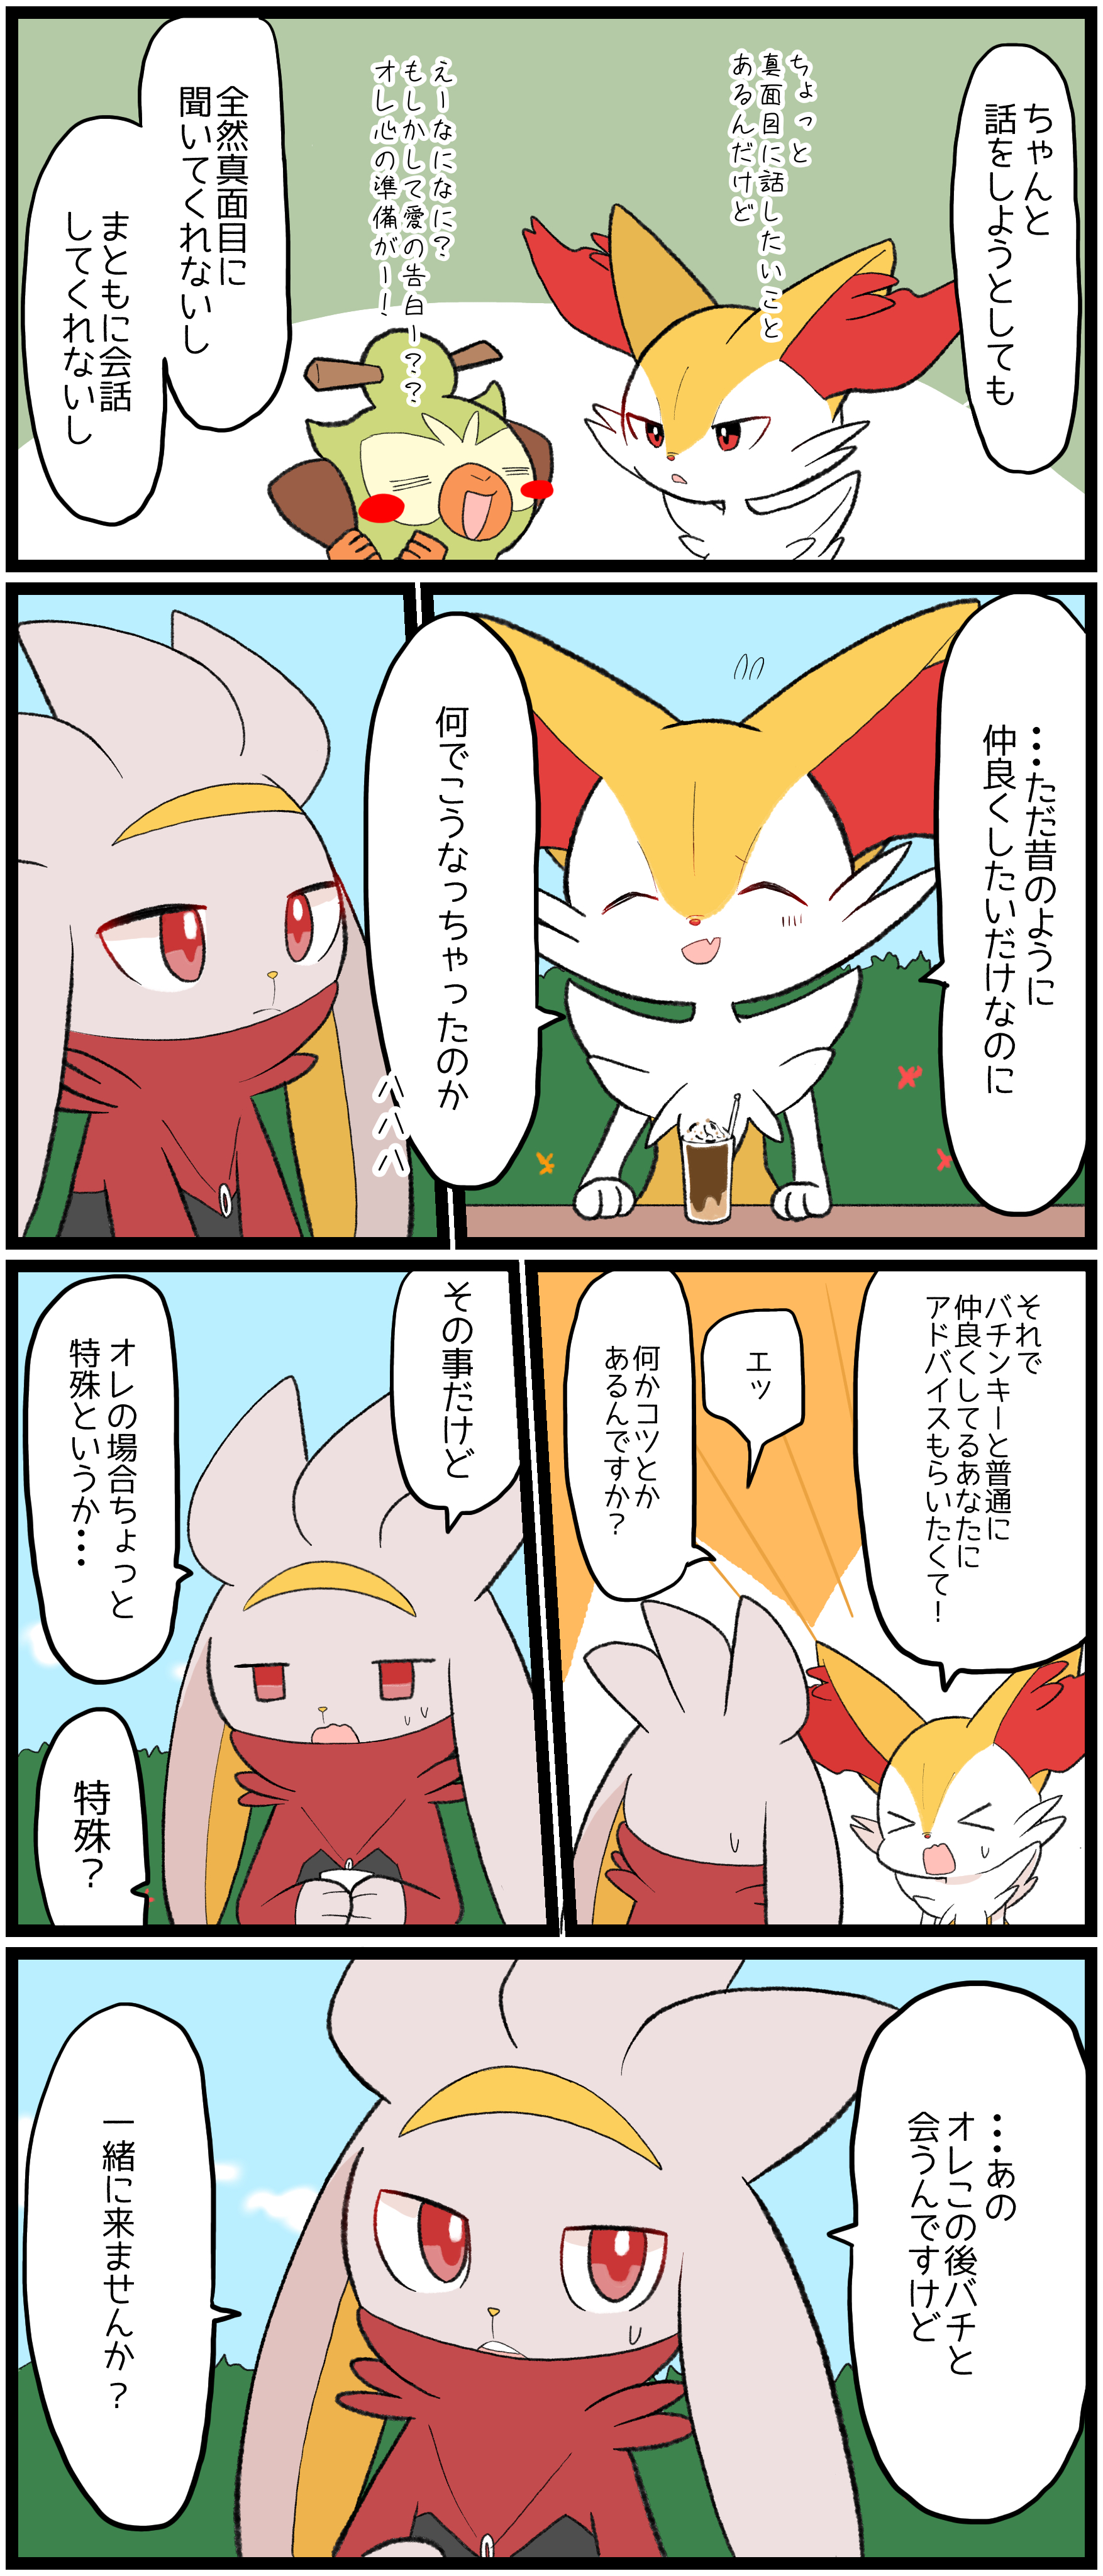 ちゃんと
話をしようとしても
ちょっと
真面目に話したいこと
あるんだけど
えーなになに?
もしかして愛の告白ー??
オレ心の準備がー!
全然真面目に
聞いてくれないし
まともに会話
してくれないし
…ただ昔のように
仲良くしたいだけなのに
何でこうなっちゃったのか
ハハハ
それで
バチンキーと普通に
仲良くしてるあなたに
アドバイスもらいたくて!
エッ
何かコツとか
あるんですか?
その事だけど
オレの場合ちょっと
特殊というか…
特殊?
…あの
オレこの後バチと
会うんですけど
一緒に来ませんか?